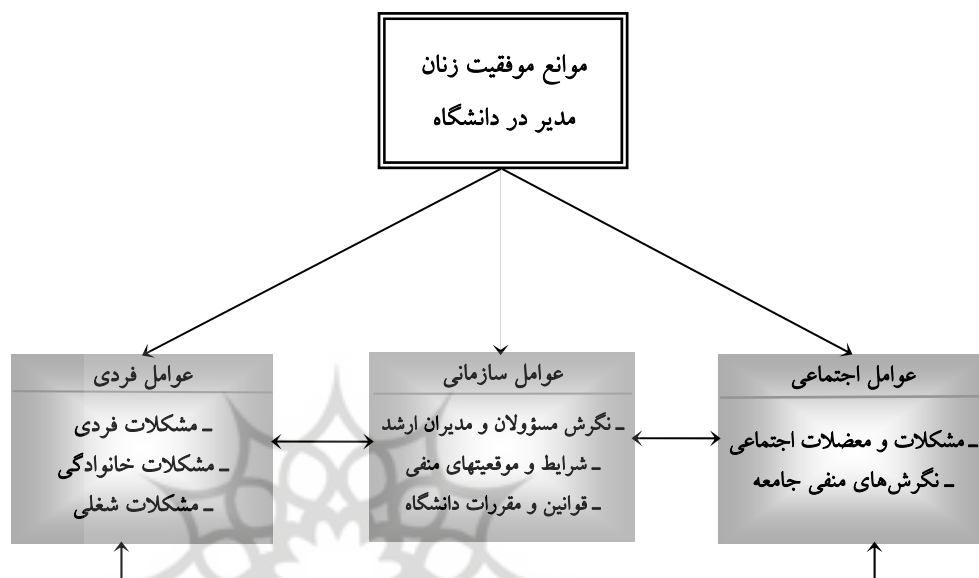 موانع موفقیت زنان
مدیر در دانشگاه
عوامل اجتماعی
ـ مشکلات و معضلات اجتماعی
ـ نگرش‌های منفی جامعه
عوامل سازمانی
ـ نگرش مسؤولان و مدیران ارشد
ـ شرایط و موقعیتهای منفی
ـ قوانین و مقررات دانشگاه
عوامل فردی
ـ مشکلات فردی
ـ مشکلات خانوادگی
ـ مشکلات شغلی